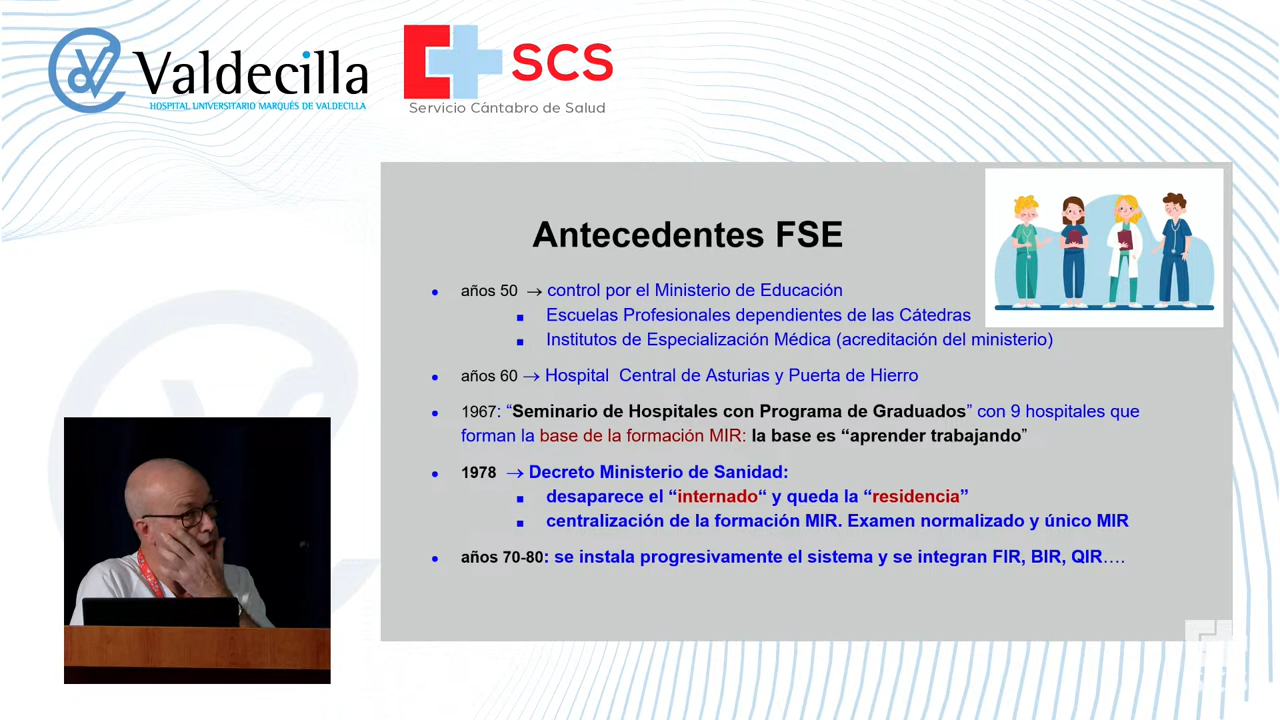 Valdecilla
HOSPITAL UNIVERSITARIO MARQUÉS DE VALDECILLA
SCS
Servicio Cántabro de Salud
Antecedentes FSE
años 50 → control por el Ministerio de Educación
Escuelas Profesionales dependientes de las Cátedras
Institutos de Especialización Médica (acreditación del ministerio)
años 60 → Hospital Central de Asturias y Puerta de Hierro
1967: “Seminario de Hospitales con Programa de Graduados” con 9 hospitales que
forman la base de la formación MIR: la base es “aprender trabajando”
1978 → Decreto Ministerio de Sanidad:
desaparece el “internado“ y queda la “residencia”
centralización de la formación MIR. Examen normalizado y único MIR
años 70-80: se instala progresivamente el sistema y se integran FIR, BIR, QIR….